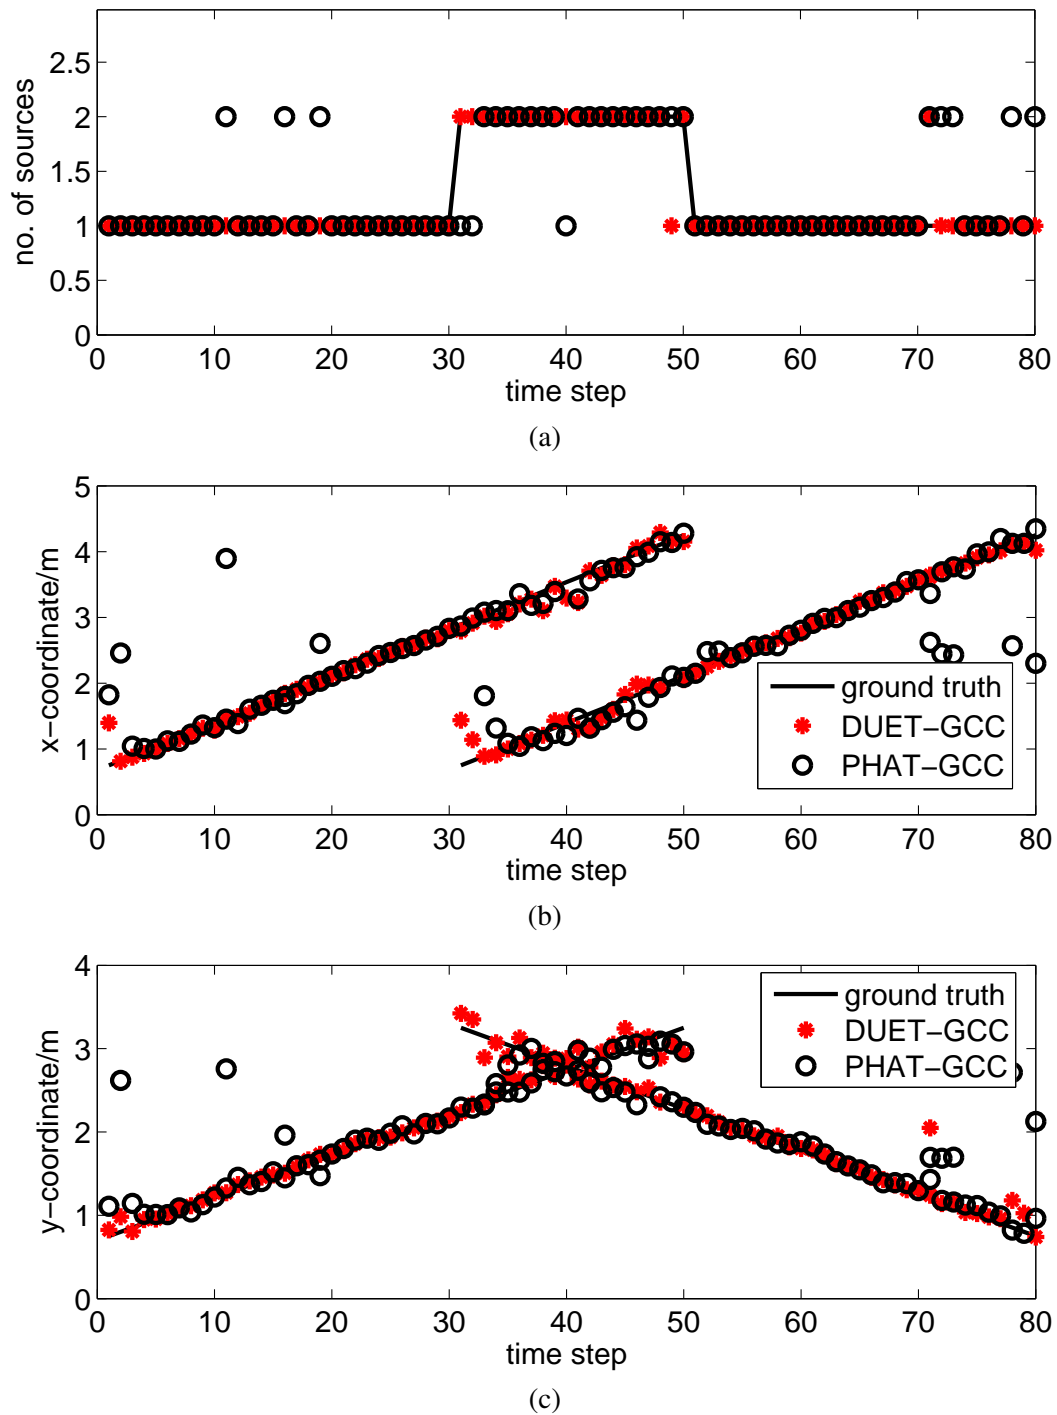 no. of sources
2.5
2
1.5
1
0.5
0
0 10 20 30 40 50 60 70 80
time step
(a)
x-coordinate/m
5
4
3
2
1
0
ground truth
DUET-GCC
PHAT-GCC
0 10 20 30 40 50 60 70 80
time step
(b)
y-coordinate/m
4
3
2
1
0
ground truth
DUET-GCC
PHAT-GCC
0 10 20 30 40 50 60 70 80
time step
(c)